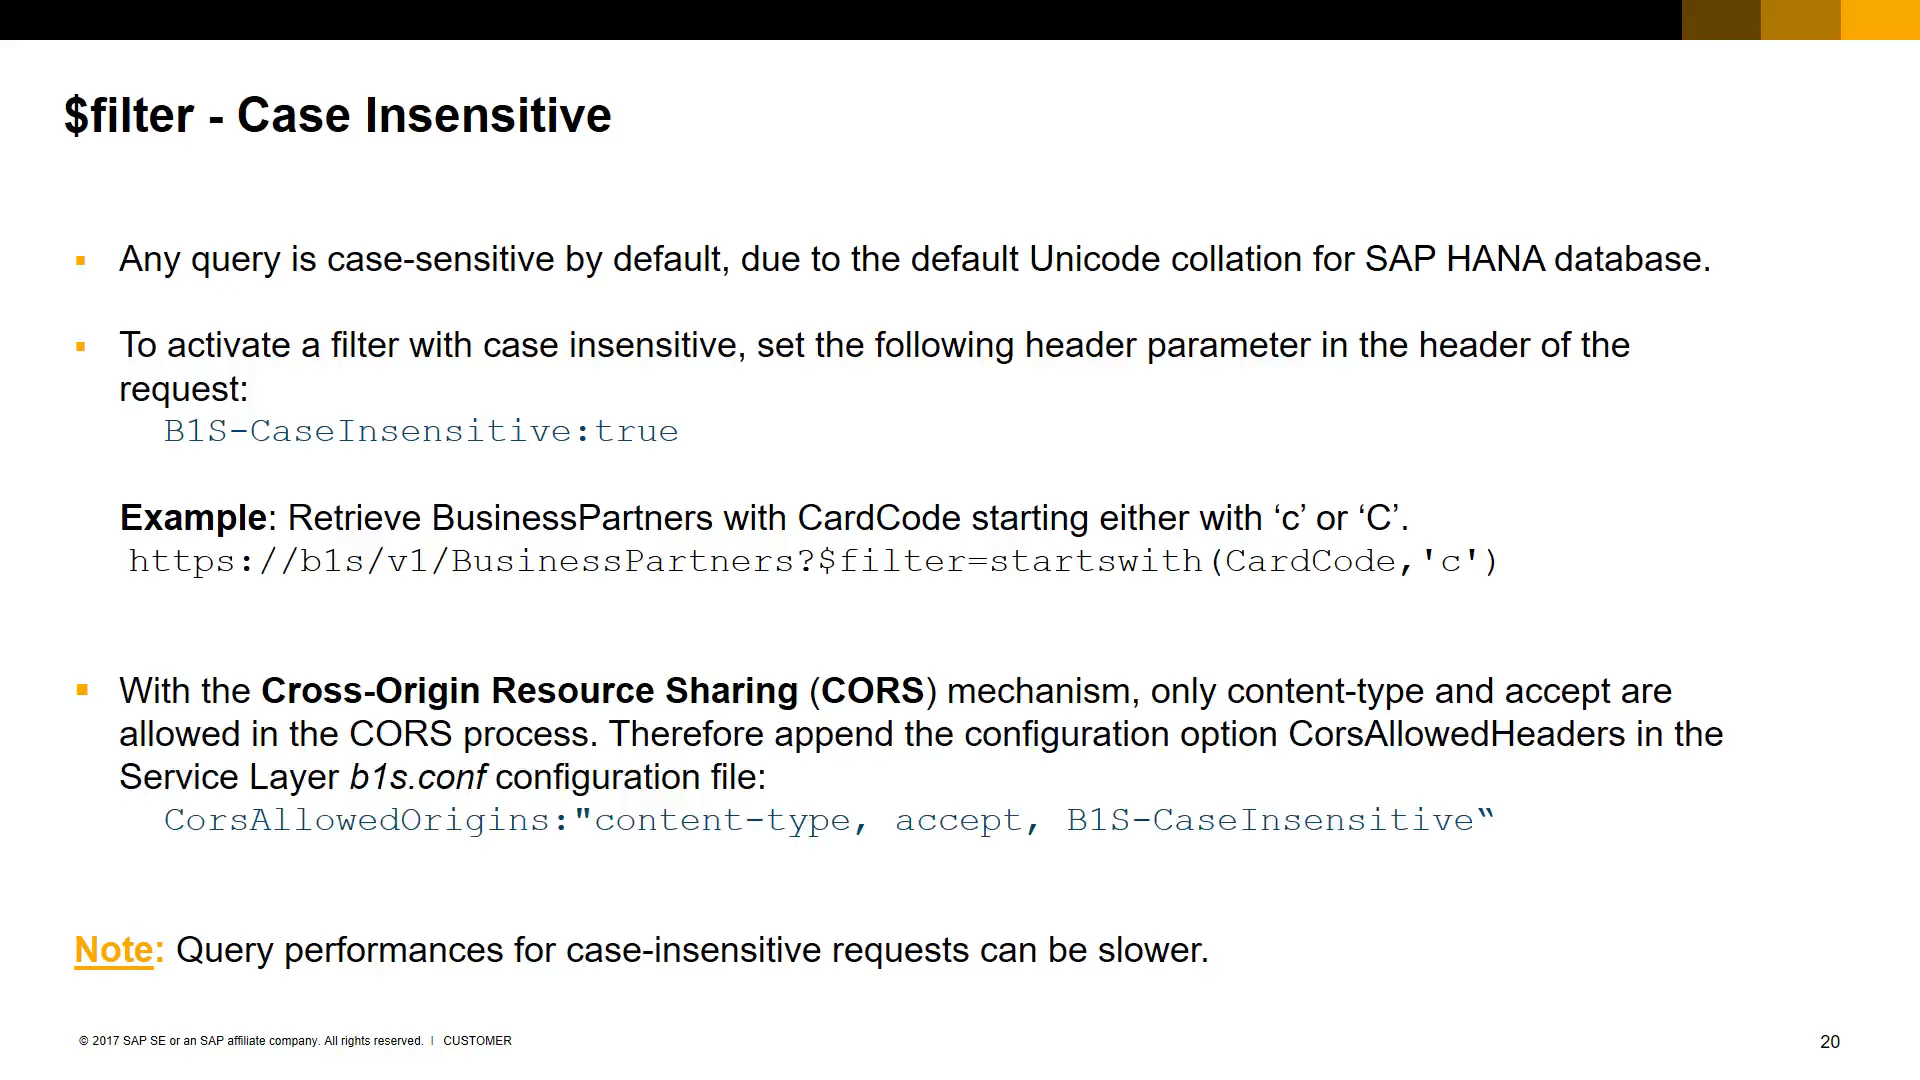 $filter - Case Insensitive
▪ Any query is case-sensitive by default, due to the default Unicode collation for SAP HANA database.
▪ To activate a filter with case insensitive, set the following header parameter in the header of the
request:
B1S-CaseInsensitive:true
Example: Retrieve BusinessPartners with CardCode starting either with ‘c’ or ‘C’.
https://b1s/v1/BusinessPartners?$filter=startswith(CardCode,'c')
▪ With the Cross-Origin Resource Sharing (CORS) mechanism, only content-type and accept are
allowed in the CORS process. Therefore append the configuration option CorsAllowedHeaders in the
Service Layer b1s.conf configuration file:
CorsAllowedOrigins:"content-type, accept, B1S-CaseInsensitive“
Note: Query performances for case-insensitive requests can be slower.
© 2017 SAP SE or an SAP affiliate company. All rights reserved. | CUSTOMER
20